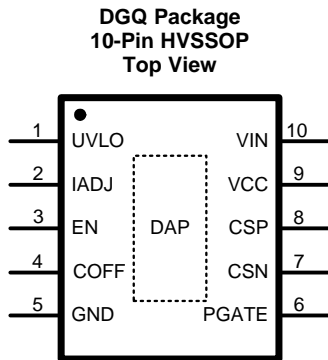 DGQ Package
10-Pin HVSSOP
Top View
1 UVLO VIN 10
2 IADJ VCC 9
3 EN DAP CSP 8
4 COFF CSN 7
5 GND PGATE 6